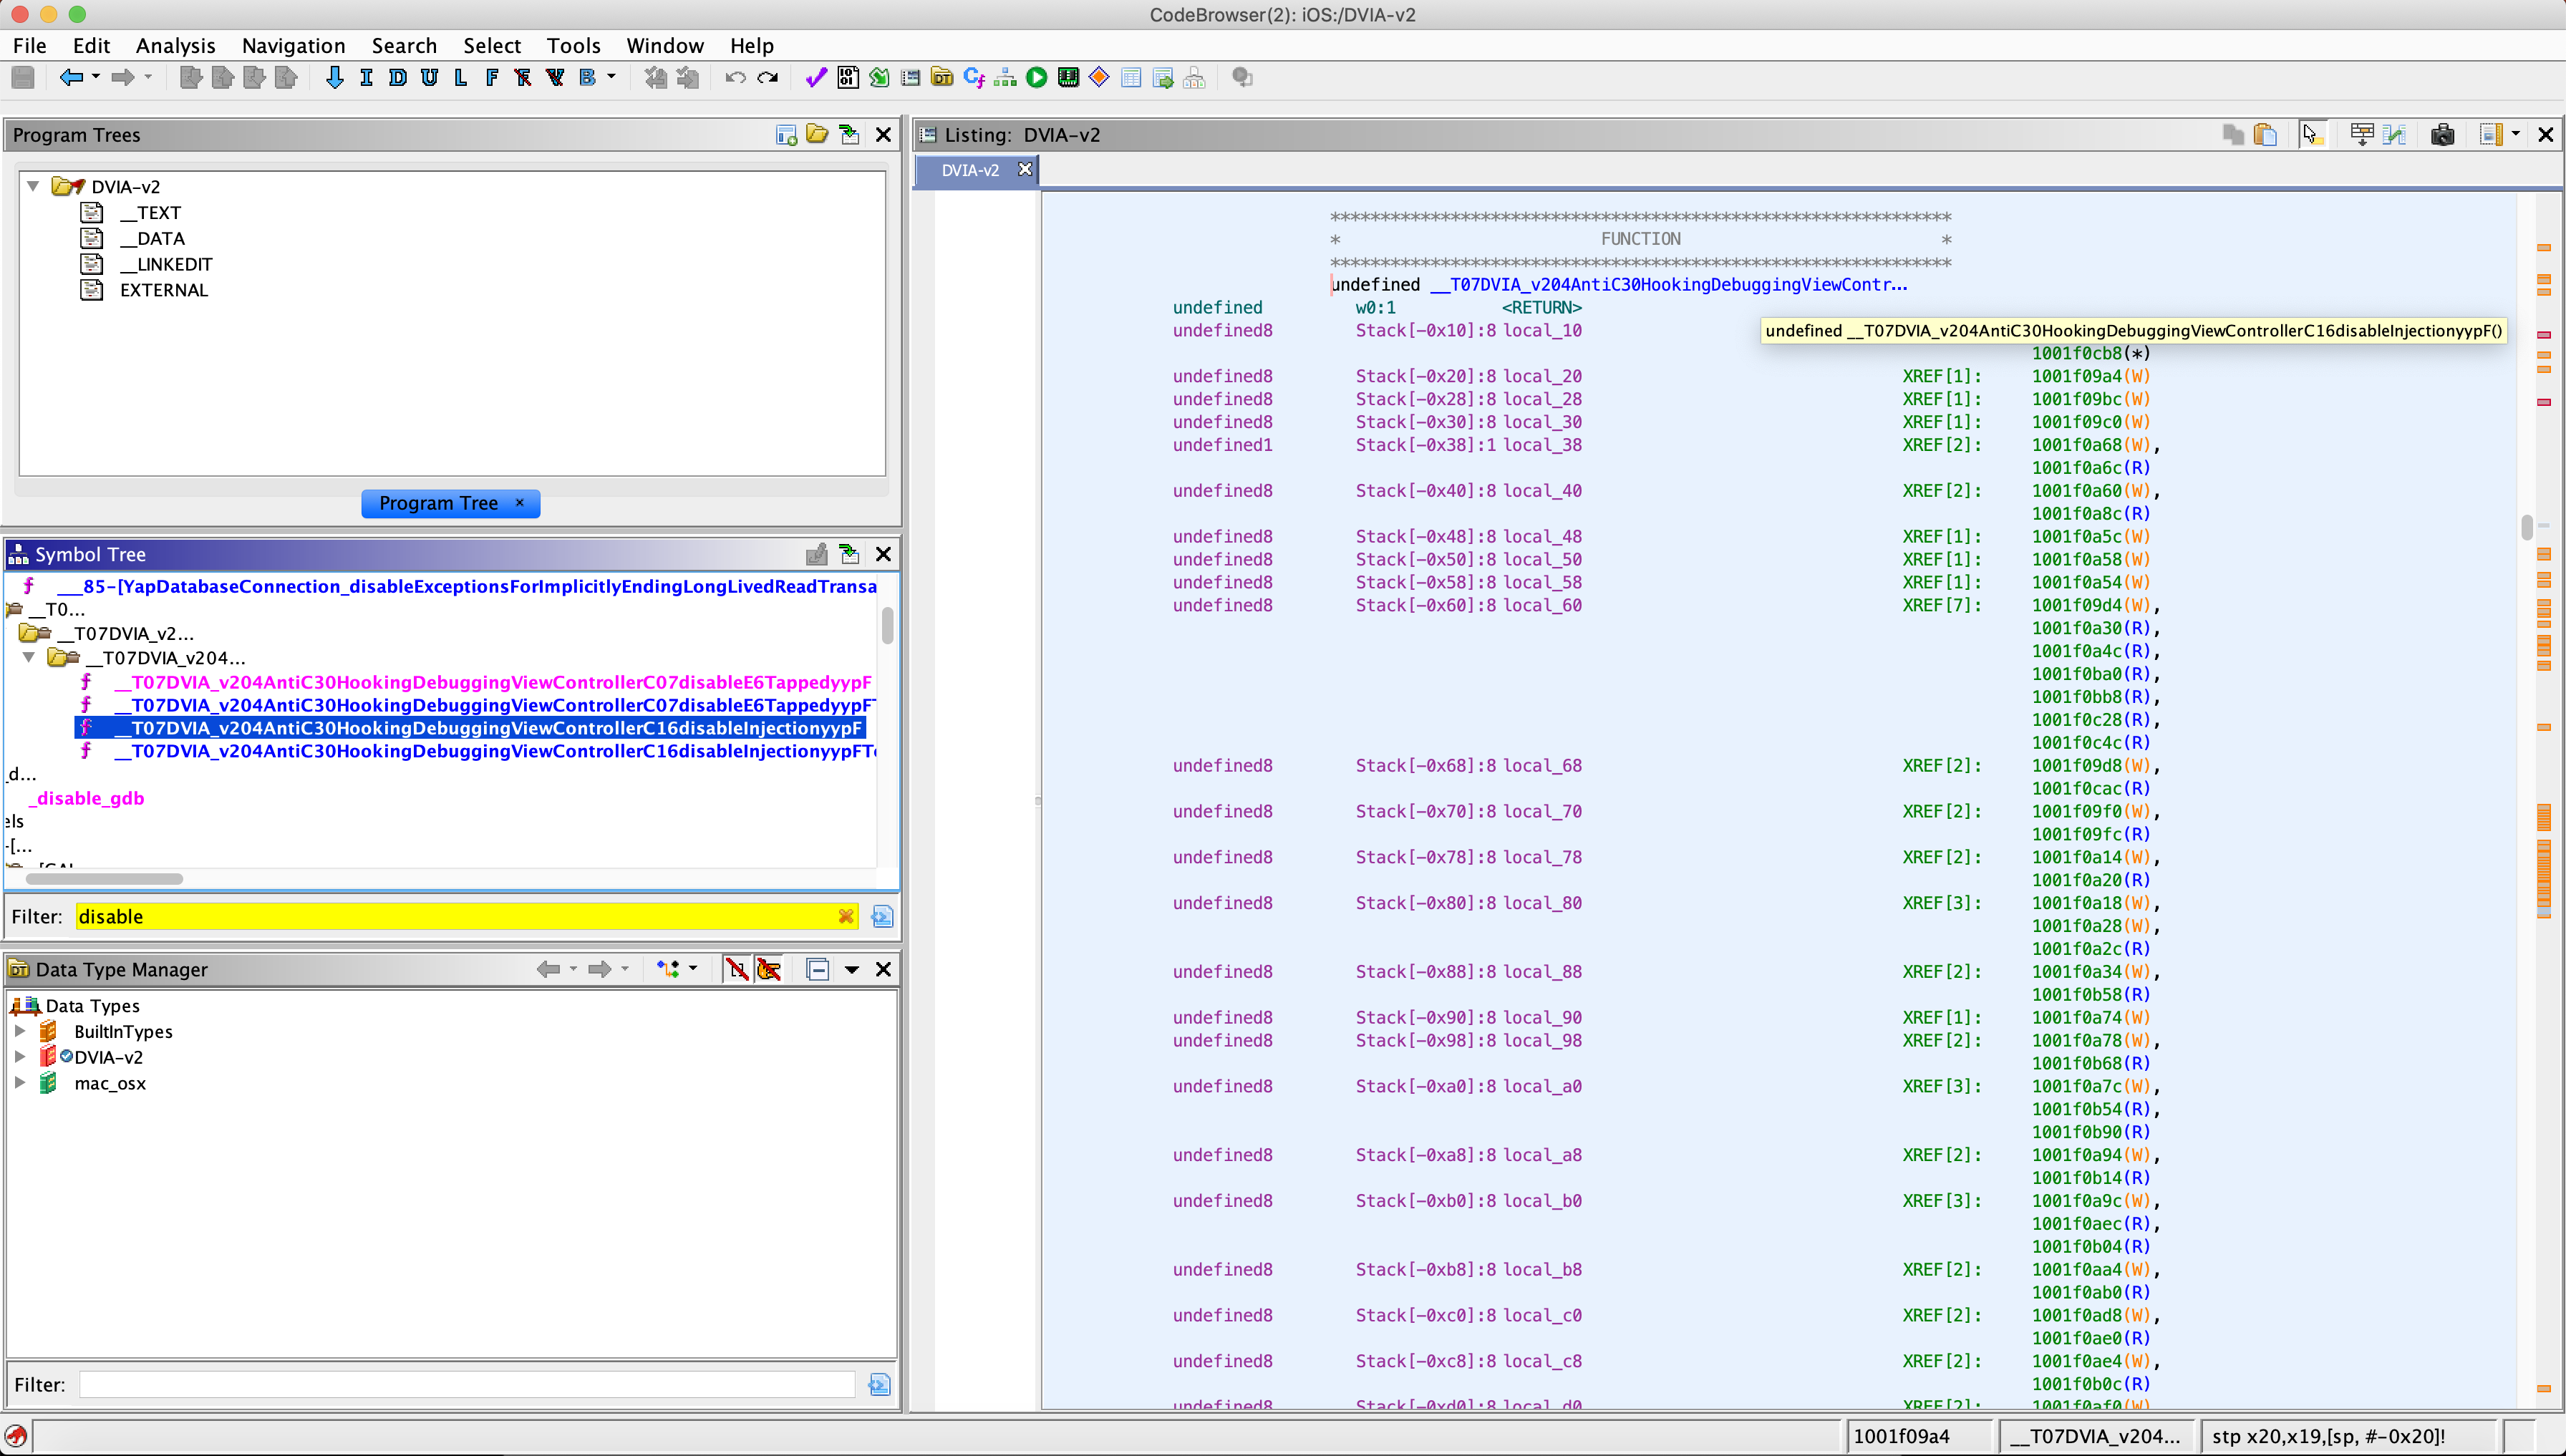 CodeBrowser(2): iOS:/DVIA-v2
File Edit Analysis Navigation Search Select Tools Window Help
I D U L F F V B
Program Trees
DVIA-v2
__TEXT
__DATA
__LINKEDIT
EXTERNAL
Program Tree ×
Symbol Tree
f ___85-[YapDatabaseConnection_disableExceptionsForImplicitlyEndingLongLivedReadTransa
__T0...
__T07DVIA_v2...
__T07DVIA_v204...
f __T07DVIA_v204AntiC30HookingDebuggingViewControllerC07disableE6TappedyypF
f __T07DVIA_v204AntiC30HookingDebuggingViewControllerC07disableE6TappedyypF
f __T07DVIA_v204AntiC30HookingDebuggingViewControllerC16disableInjectionyypF
f __T07DVIA_v204AntiC30HookingDebuggingViewControllerC16disableInjectionyypFT
_d...
_disable_gdb
els
-[...
Filter: disable
Data Type Manager
Data Types
BuiltInTypes
DVIA-v2
mac_osx
Filter:
Listing: DVIA-v2
DVIA-v2
**************************************************************
* FUNCTION *
**************************************************************
undefined __T07DVIA_v204AntiC30HookingDebuggingViewContr...
undefined w0:1 <RETURN>
undefined8 Stack[-0x10]:8 local_10
undefined __T07DVIA_v204AntiC30HookingDebuggingViewControllerC16disableInjectionyypF()
1001f0cb8(*)
undefined8 Stack[-0x20]:8 local_20 XREF[1]: 1001f09a4(W)
undefined8 Stack[-0x28]:8 local_28 XREF[1]: 1001f09bc(W)
undefined8 Stack[-0x30]:8 local_30 XREF[1]: 1001f09c0(W)
undefined1 Stack[-0x38]:1 local_38 XREF[2]: 1001f0a68(W),
1001f0a6c(R)
undefined8 Stack[-0x40]:8 local_40 XREF[2]: 1001f0a60(W),
1001f0a8c(R)
undefined8 Stack[-0x48]:8 local_48 XREF[1]: 1001f0a5c(W)
undefined8 Stack[-0x50]:8 local_50 XREF[1]: 1001f0a58(W)
undefined8 Stack[-0x58]:8 local_58 XREF[1]: 1001f0a54(W)
undefined8 Stack[-0x60]:8 local_60 XREF[7]: 1001f09d4(W),
1001f0a30(R),
1001f0a4c(R),
1001f0ba0(R),
1001f0bb8(R),
1001f0c28(R),
1001f0c4c(R)
undefined8 Stack[-0x68]:8 local_68 XREF[2]: 1001f09d8(W),
1001f0cac(R)
undefined8 Stack[-0x70]:8 local_70 XREF[2]: 1001f09f0(W),
1001f09fc(R)
undefined8 Stack[-0x78]:8 local_78 XREF[2]: 1001f0a14(W),
1001f0a20(R)
undefined8 Stack[-0x80]:8 local_80 XREF[3]: 1001f0a18(W),
1001f0a28(W),
1001f0a2c(R)
undefined8 Stack[-0x88]:8 local_88 XREF[2]: 1001f0a34(W),
1001f0b58(R)
undefined8 Stack[-0x90]:8 local_90 XREF[1]: 1001f0a74(W)
undefined8 Stack[-0x98]:8 local_98 XREF[2]: 1001f0a78(W),
1001f0b68(R)
undefined8 Stack[-0xa0]:8 local_a0 XREF[3]: 1001f0a7c(W),
1001f0b54(R),
1001f0b90(R)
undefined8 Stack[-0xa8]:8 local_a8 XREF[2]: 1001f0a94(W),
1001f0b14(R)
undefined8 Stack[-0xb0]:8 local_b0 XREF[3]: 1001f0a9c(W),
1001f0aec(R),
1001f0b04(R)
undefined8 Stack[-0xb8]:8 local_b8 XREF[2]: 1001f0aa4(W),
1001f0ab0(R)
undefined8 Stack[-0xc0]:8 local_c0 XREF[2]: 1001f0ad8(W),
1001f0ae0(R)
undefined8 Stack[-0xc8]:8 local_c8 XREF[2]: 1001f0ae4(W),
1001f0b0c(R)
undefined8 Stack[-0xd0]:8 local_d0 XREF[2]: 1001f0af0(W),
1001f09a4 __T07DVIA_v204... stp x20,x19,[sp, #-0x20]!